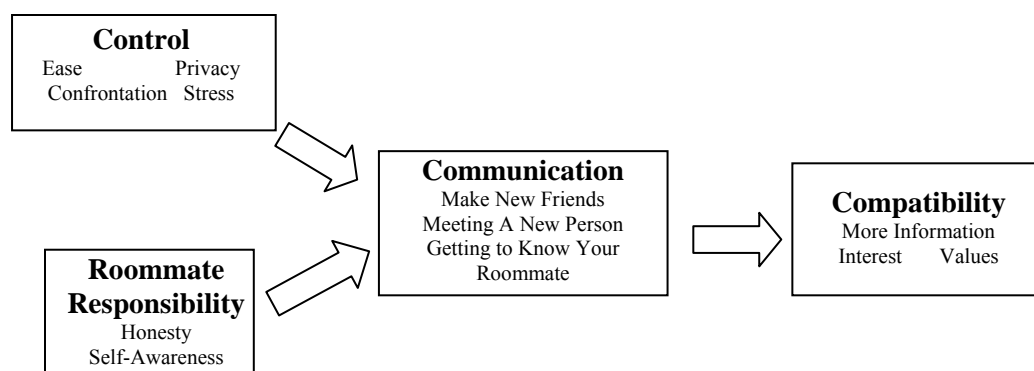 Control
Ease Privacy
Confrontation Stress
Roommate
Responsibility
Honesty
Self-Awareness
Communication
Make New Friends
Meeting A New Person
Getting to Know Your
Roommate
Compatibility
More Information
Interest Values